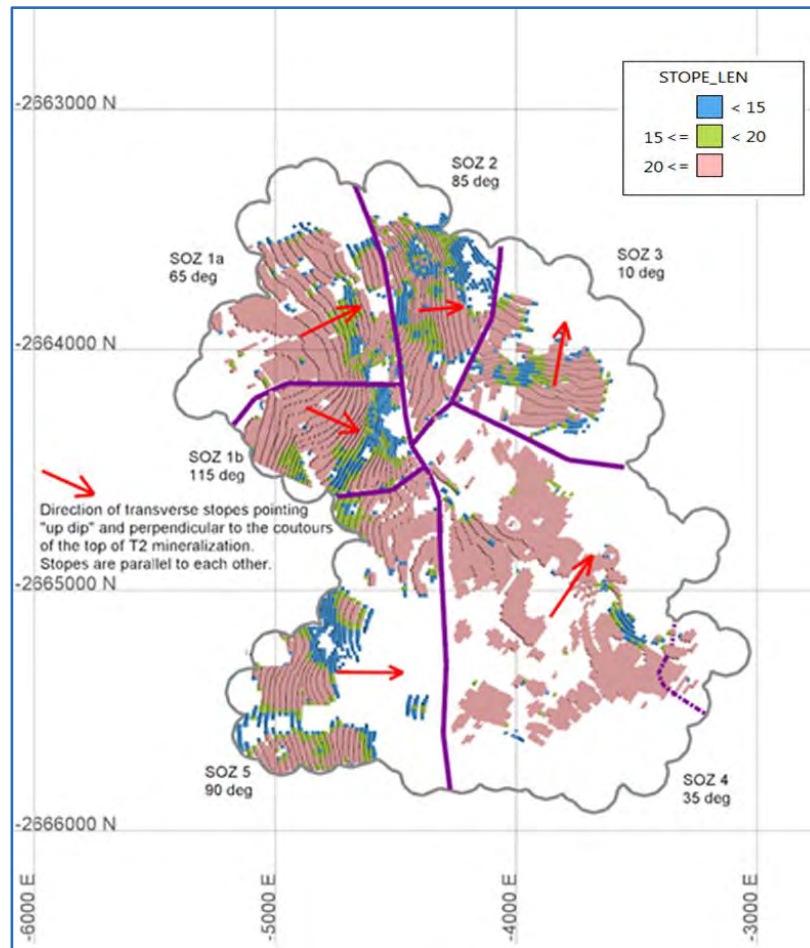 STOPE_LEN
< 15
15 <= < 20
20 <=
-2663000 N
SOZ 2
85 deg
SOZ 1a
65 deg
SOZ 3
10 deg
-2664000 N
SOZ 1b
115 deg
Direction of transverse stopes pointing
"up dip" and perpendicular to the coutours
of the top of T2 mineralization.
Stopes are parallel to each other.
-2665000 N
SOZ 5
90 deg
SOZ 4
35 deg
-2666000 N
-6000 E
-5000 E
-4000 E
-3000 E